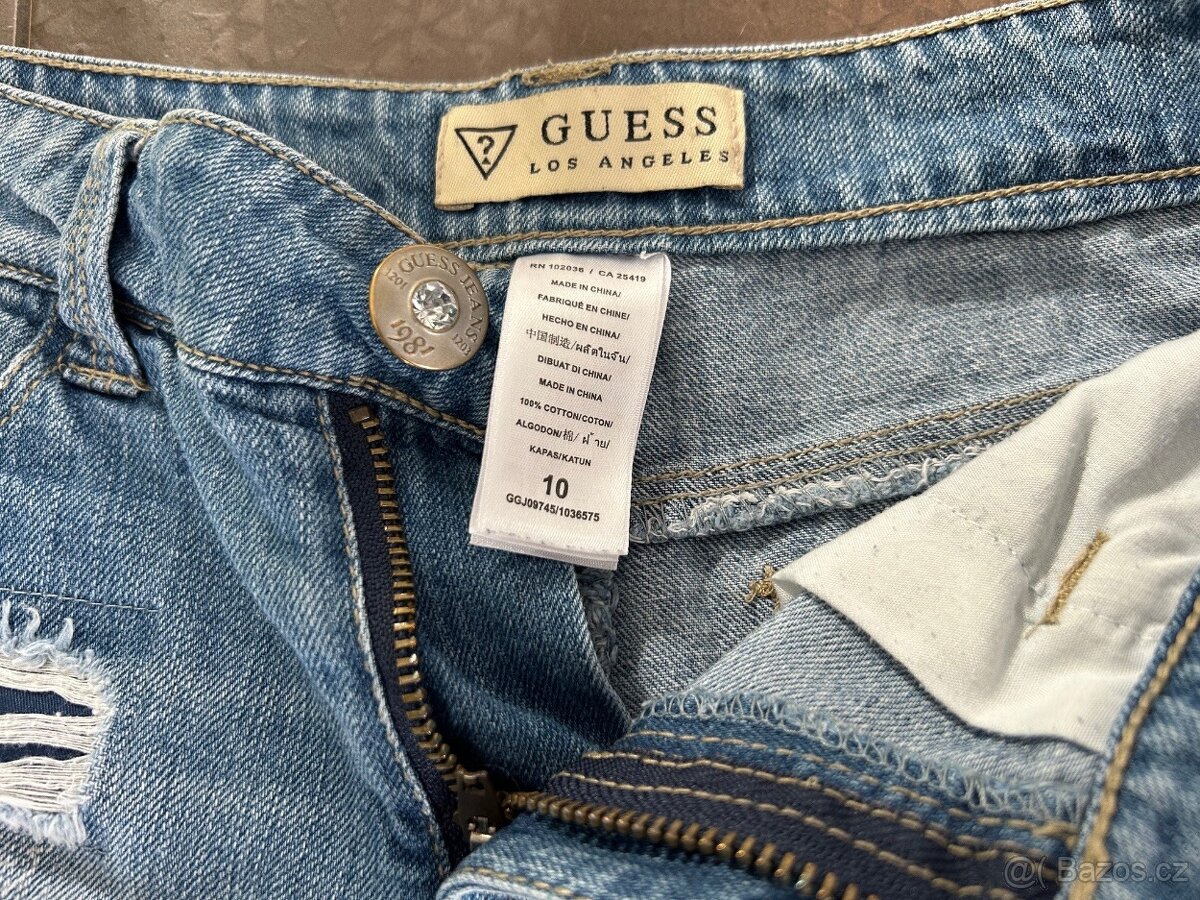 ?
GUESS
LOS ANGELES
GUESS JEANS
1201 1203
1981
RN 102036 / CA 25419
MADE IN CHINA/
FABRIQUÉ EN CHINE/
HECHO EN CHINA/
中国制造/ผลิตในจีน/
DIBUAT DI CHINA/
MADE IN CHINA
100% COTTON/COTON/
ALGODON/棉/ ฝ้าย/
KAPAS/KATUN
10
GGJ09745/1036575
@( Bazos.cz